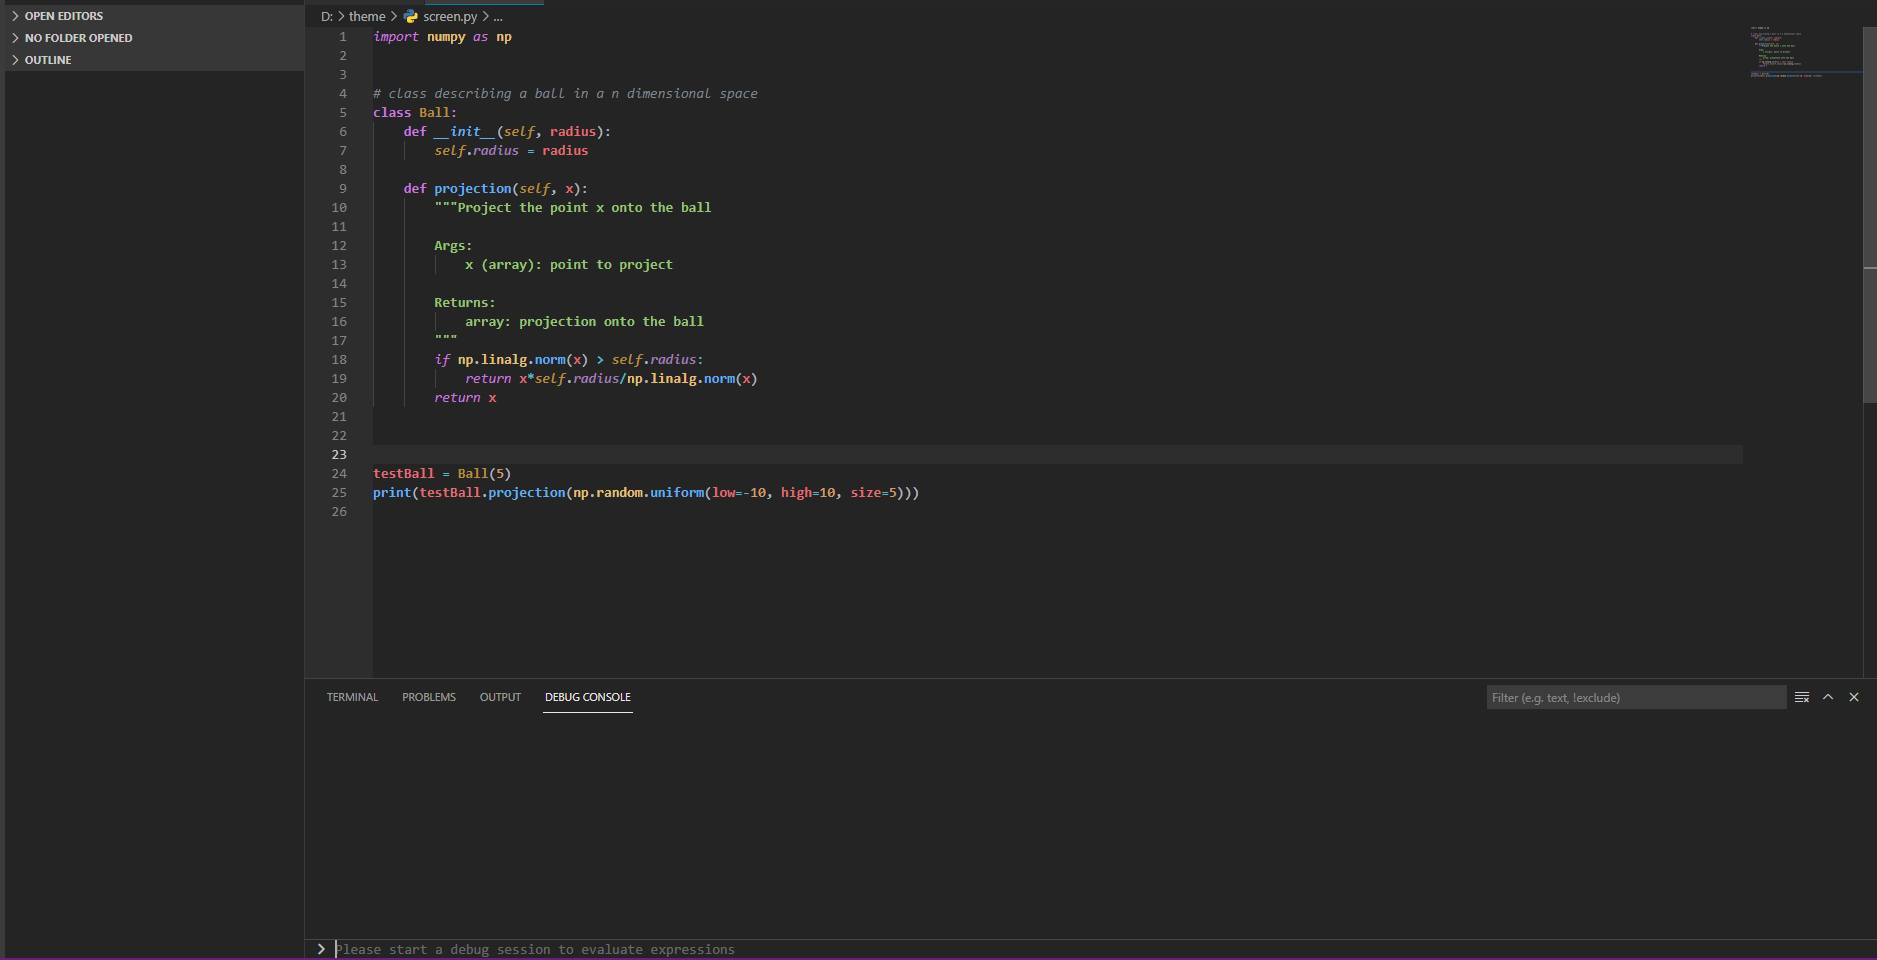 OPEN EDITORS
NO FOLDER OPENED
OUTLINE
D: > theme > screen.py > ...
1 import numpy as np
2
3
4 # class describing a ball in a n dimensional space
5 class Ball:
6     def __init__(self, radius):
7         self.radius = radius
8
9     def projection(self, x):
10         """Project the point x onto the ball
11
12         Args:
13             x (array): point to project
14
15         Returns:
16             array: projection onto the ball
17         """
18         if np.linalg.norm(x) > self.radius:
19             return x*self.radius/np.linalg.norm(x)
20         return x
21
22
23
24 testBall = Ball(5)
25 print(testBall.projection(np.random.uniform(low=-10, high=10, size=5)))
26
TERMINAL PROBLEMS OUTPUT DEBUG CONSOLE Filter (e.g. text, !exclude)
Please start a debug session to evaluate expressions